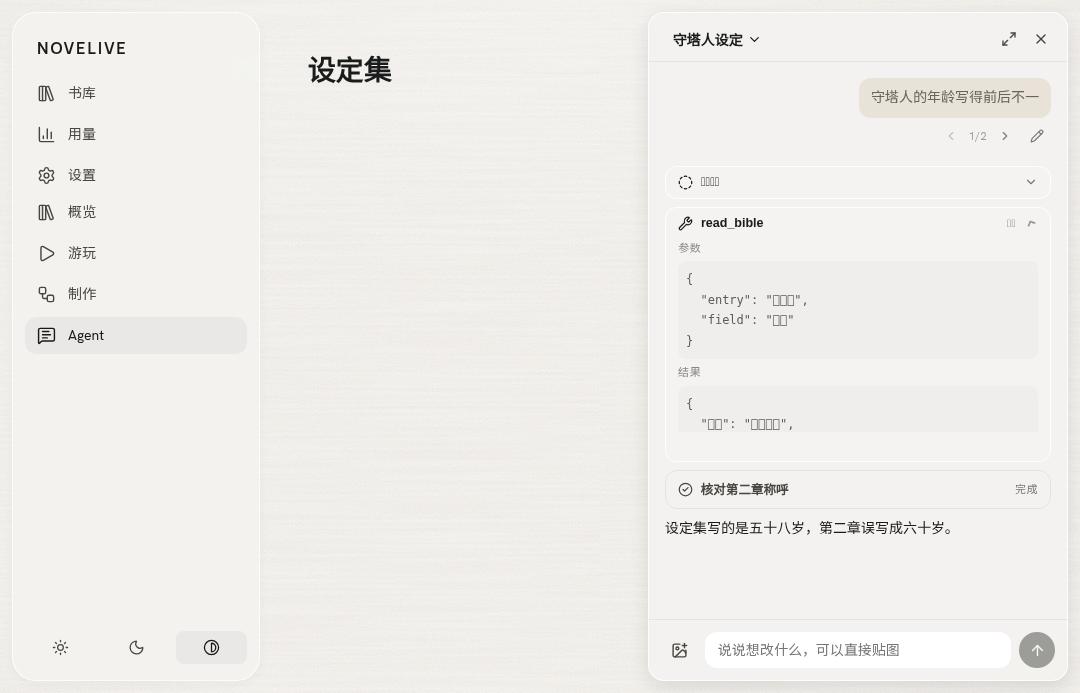 NOVELIVE
书库
用量
设置
概览
游玩
制作
Agent
设定集
守塔人设定
守塔人的年龄写得前后不一
1/2
read_bible
参数
{
"entry": "
",
"field": "
"
}
结果
{
"
": "
",
核对第二章称呼
完成
设定集写的是五十八岁，第二章误写成六十岁。
说说想改什么，可以直接贴图